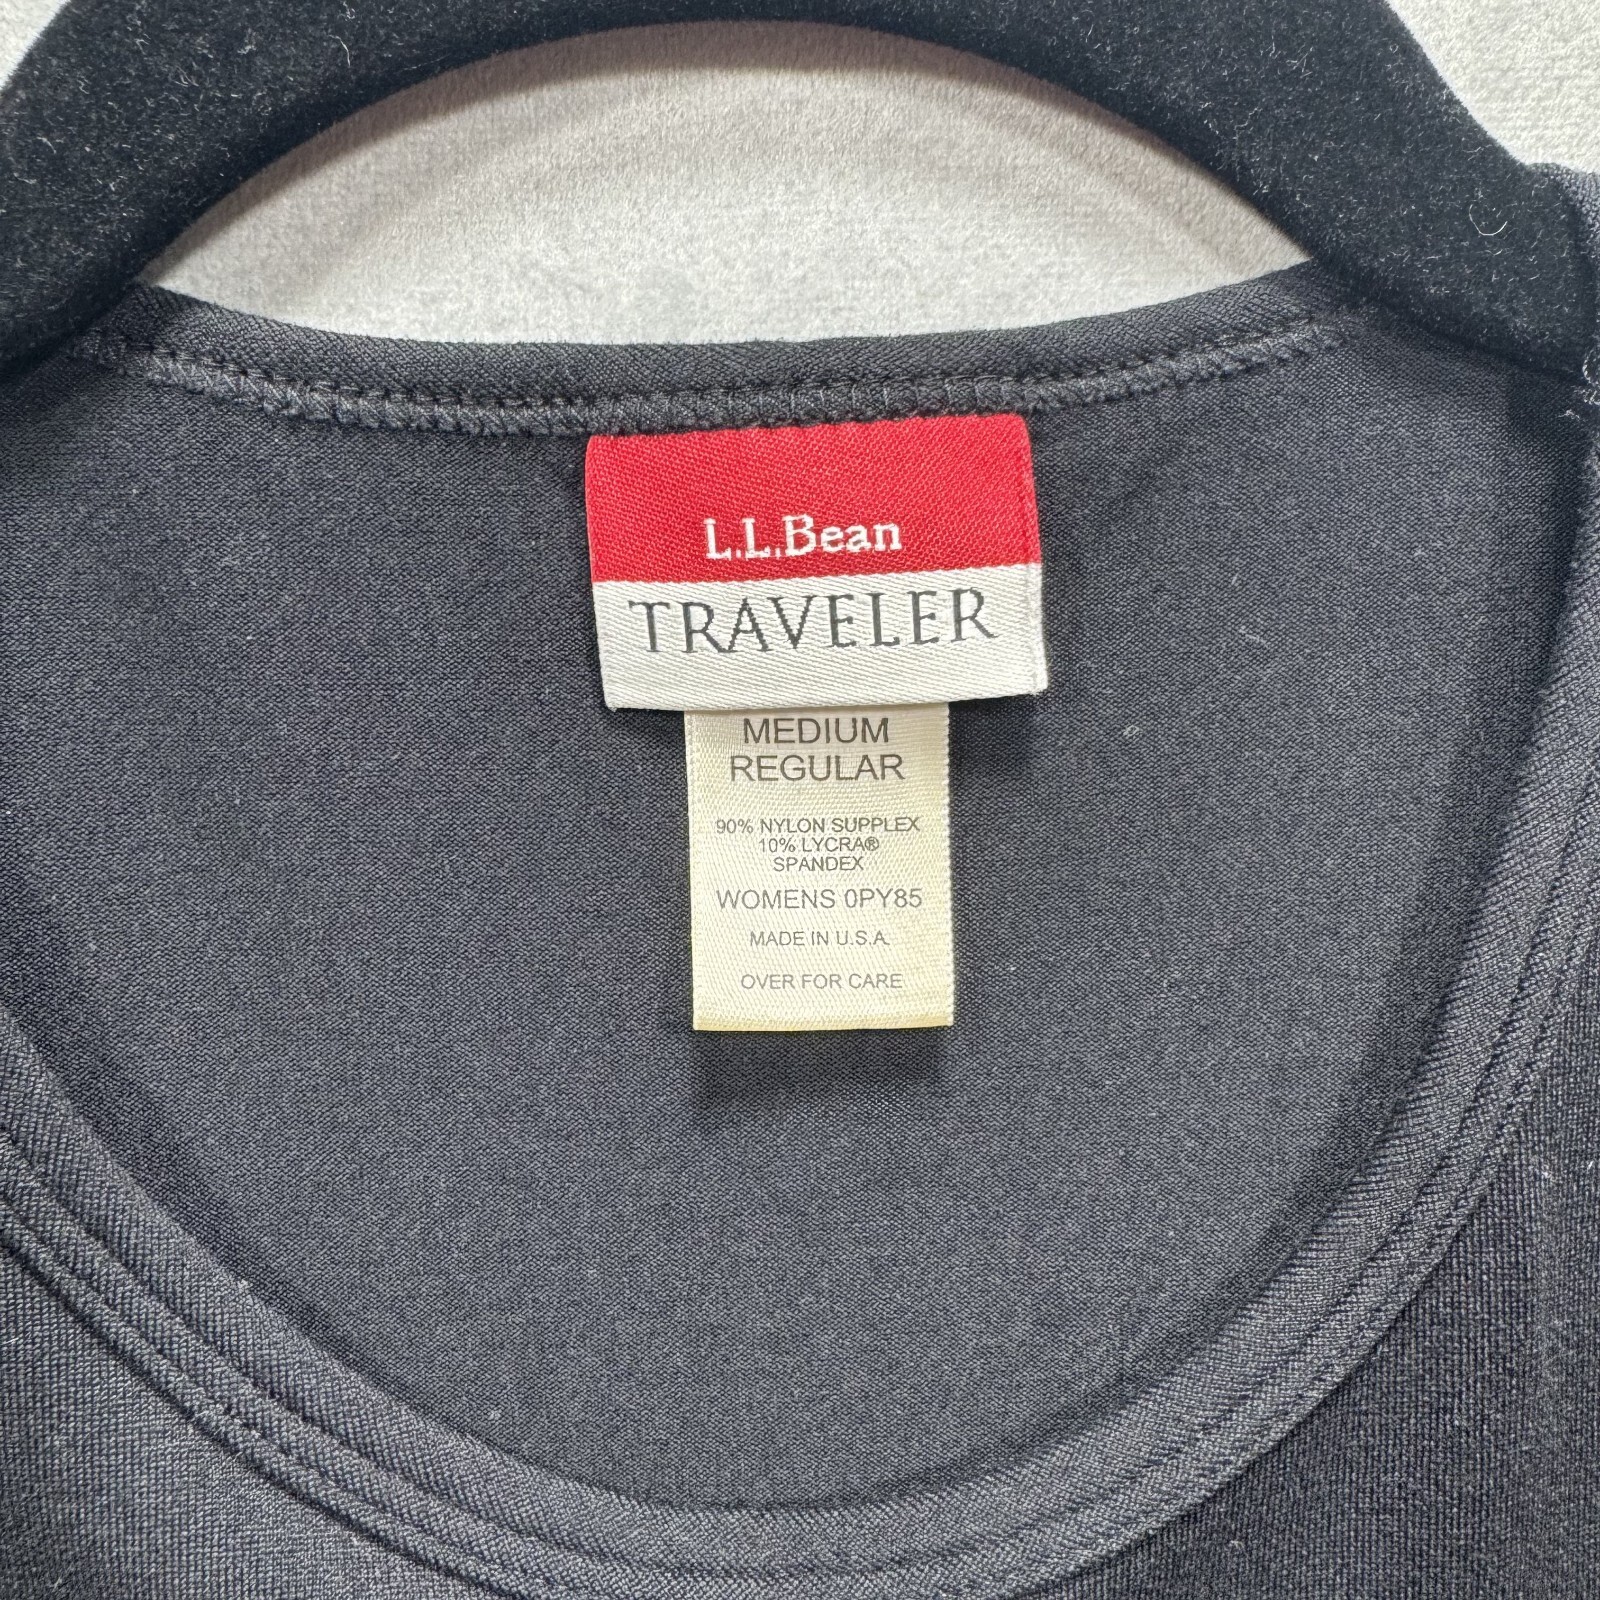 L.L.Bean
TRAVELER
MEDIUM
REGULAR
90% NYLON SUPPLEX
10% LYCRA®
SPANDEX
WOMENS 0PY85
MADE IN U.S.A.
OVER FOR CARE